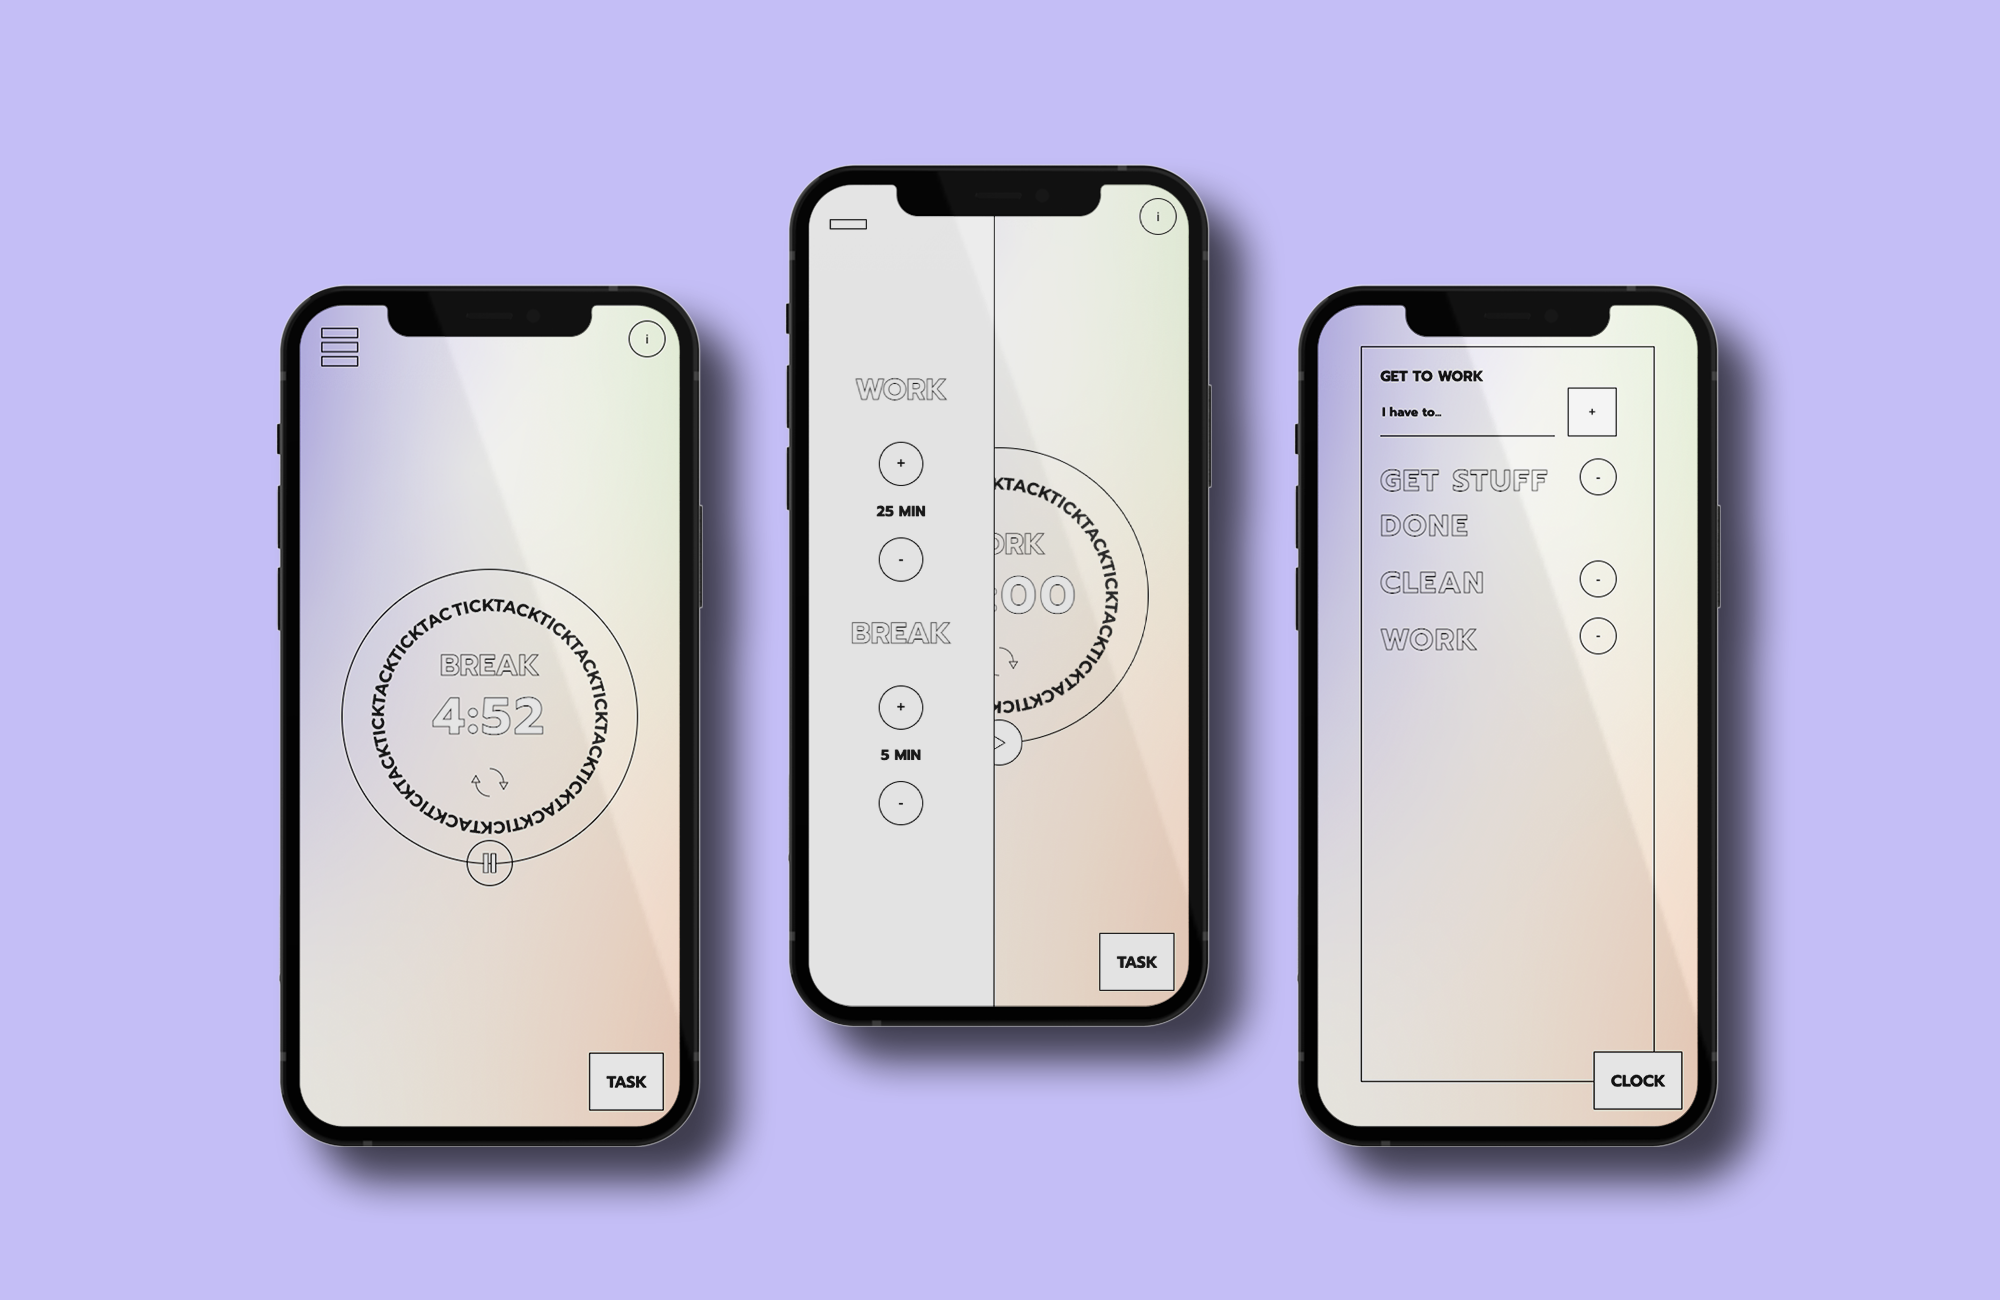 i
TICKTACKTICKTACKTICKTACKTICKTACKTICKTACKTICKTACKTICKTACKTICKTAC
BREAK
4:52
TASK
i
WORK
+
25 MIN
-
BREAK
+
5 MIN
-
KTACKTICKTACKTICKTACKTICKTACKTICK
ORK
:00
TASK
GET TO WORK
I have to...
+
GET STUFF
DONE
-
CLEAN
-
WORK
-
CLOCK